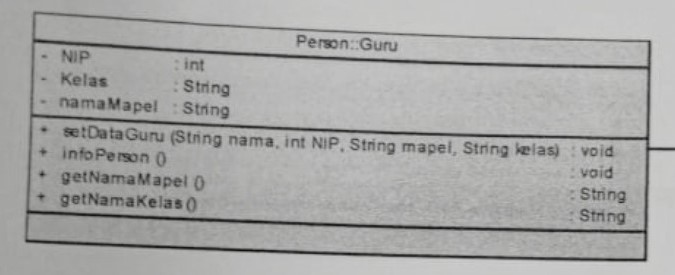 Person::Guru
- NIP : int
- Kelas : String
- namaMapel : String
+ setDataGuru (String nama, int NIP, String mapel, String kelas) : void
+ infoPerson () : void
+ getNamaMapel () : String
+ getNamaKelas () : String